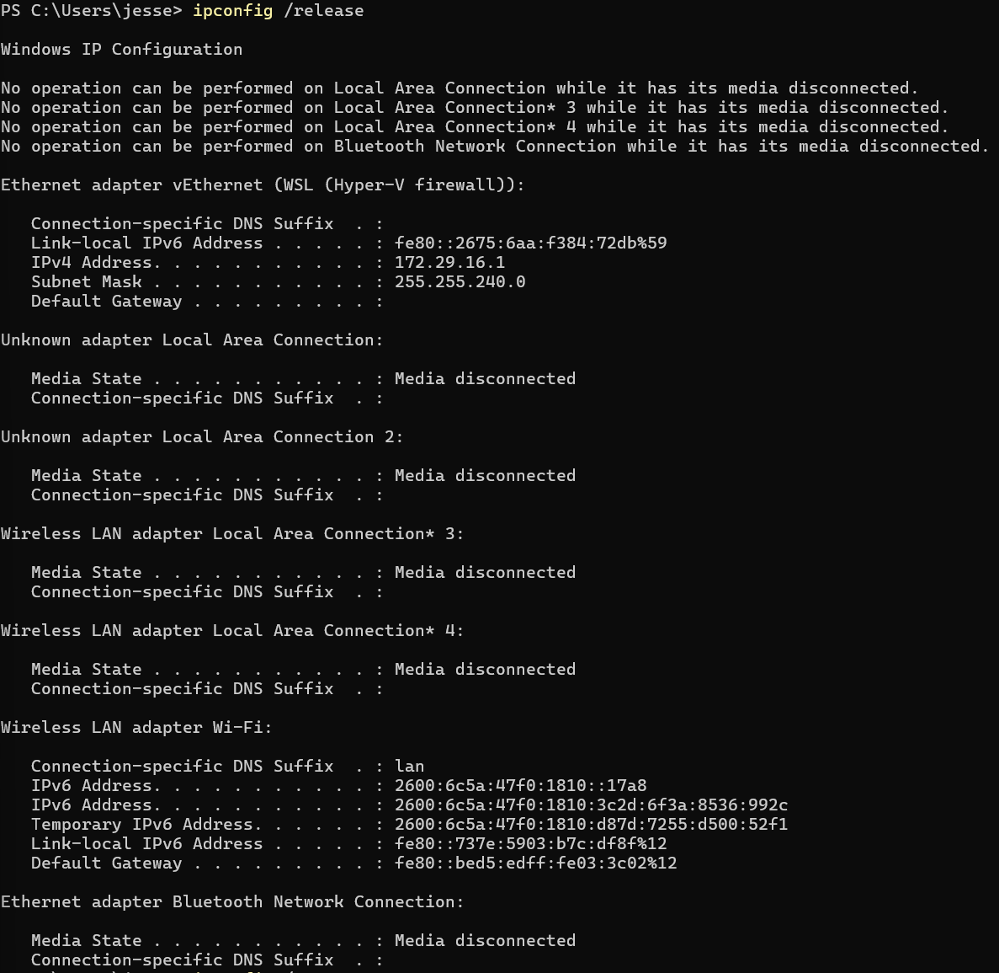 PS C:\Users\jesse> ipconfig /release
Windows IP Configuration
No operation can be performed on Local Area Connection while it has its media disconnected.
No operation can be performed on Local Area Connection* 3 while it has its media disconnected.
No operation can be performed on Local Area Connection* 4 while it has its media disconnected.
No operation can be performed on Bluetooth Network Connection while it has its media disconnected.
Ethernet adapter vEthernet (WSL (Hyper-V firewall)):
   Connection-specific DNS Suffix  . :
   Link-local IPv6 Address . . . . . : fe80::2675:6aa:f384:72db%59
   IPv4 Address. . . . . . . . . . . : 172.29.16.1
   Subnet Mask . . . . . . . . . . . : 255.255.240.0
   Default Gateway . . . . . . . . . :
Unknown adapter Local Area Connection:
   Media State . . . . . . . . . . . : Media disconnected
   Connection-specific DNS Suffix  . :
Unknown adapter Local Area Connection 2:
   Media State . . . . . . . . . . . : Media disconnected
   Connection-specific DNS Suffix  . :
Wireless LAN adapter Local Area Connection* 3:
   Media State . . . . . . . . . . . : Media disconnected
   Connection-specific DNS Suffix  . :
Wireless LAN adapter Local Area Connection* 4:
   Media State . . . . . . . . . . . : Media disconnected
   Connection-specific DNS Suffix  . :
Wireless LAN adapter Wi-Fi:
   Connection-specific DNS Suffix  . : lan
   IPv6 Address. . . . . . . . . . . : 2600:6c5a:47f0:1810::17a8
   IPv6 Address. . . . . . . . . . . : 2600:6c5a:47f0:1810:3c2d:6f3a:8536:992c
   Temporary IPv6 Address. . . . . . : 2600:6c5a:47f0:1810:d87d:7255:d500:52f1
   Link-local IPv6 Address . . . . . : fe80::737e:5903:b7c:df8f%12
   Default Gateway . . . . . . . . . : fe80::bed5:edff:fe03:3c02%12
Ethernet adapter Bluetooth Network Connection:
   Media State . . . . . . . . . . . : Media disconnected
   Connection-specific DNS Suffix  . :